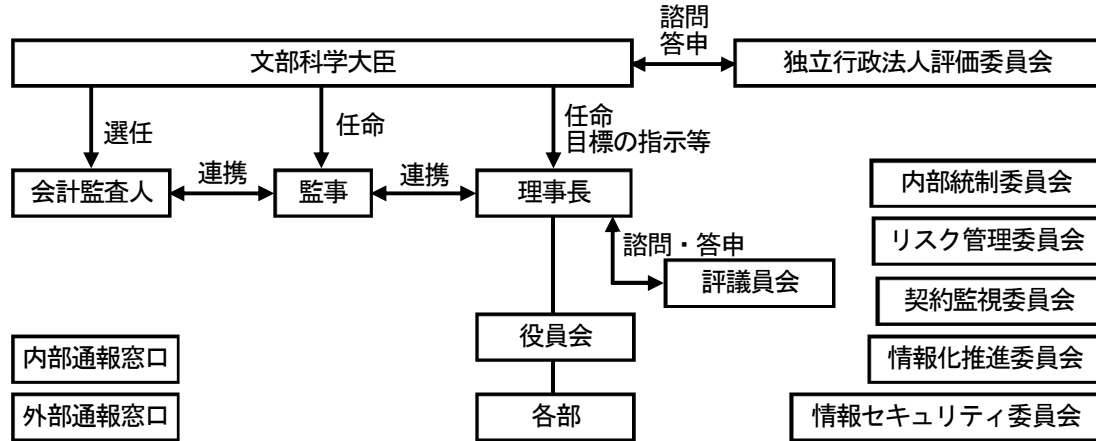 諮問
答申
文部科学大臣
独立行政法人評価委員会
選任
任命
任命
目標の指示等
会計監査人
連携
監事
連携
理事長
内部統制委員会
諮問・答申
リスク管理委員会
評議員会
契約監視委員会
役員会
内部通報窓口
情報化推進委員会
外部通報窓口
各部
情報セキュリティ委員会